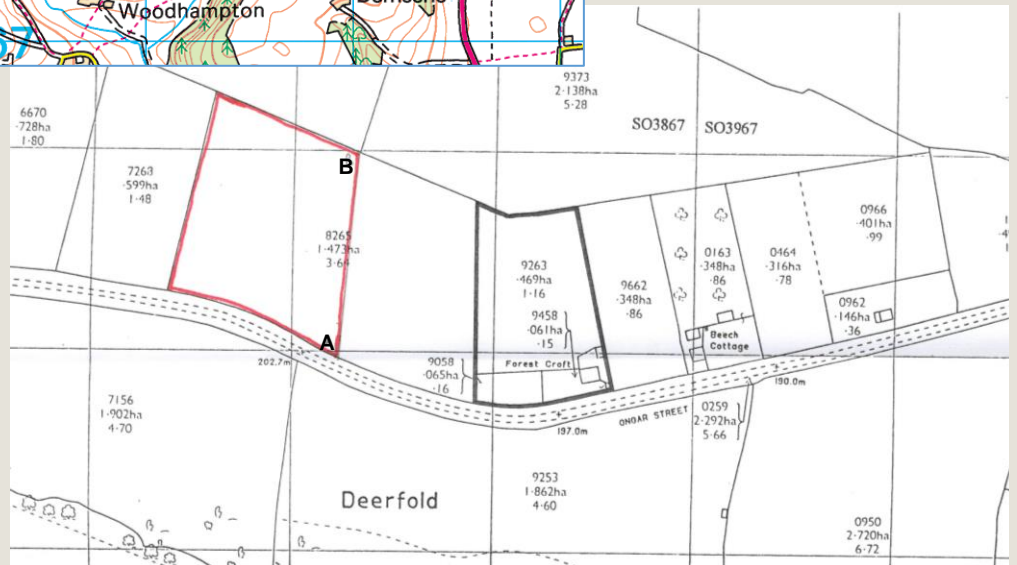 Woodhampton
67
9373
2·138ha
5·28
SO3867
SO3967
6670
·728ha
1·80
7263
·599ha
1·48
B
8265
1·473ha
3·64
9263
·469ha
1·16
9458
·061ha
·15
9662
·348ha
·86
0163
·348ha
·86
0464
·316ha
·78
0966
·401ha
·99
0962
·146ha
·36
Beech
Cottage
A
202.7m
9058
·065ha
·16
Forest Croft
190.0m
ONGAR STREET
197.0m
0259
2·292ha
5·66
7156
1·902ha
4·70
Deerfold
9253
1·862ha
4·60
0950
2·720ha
6·72